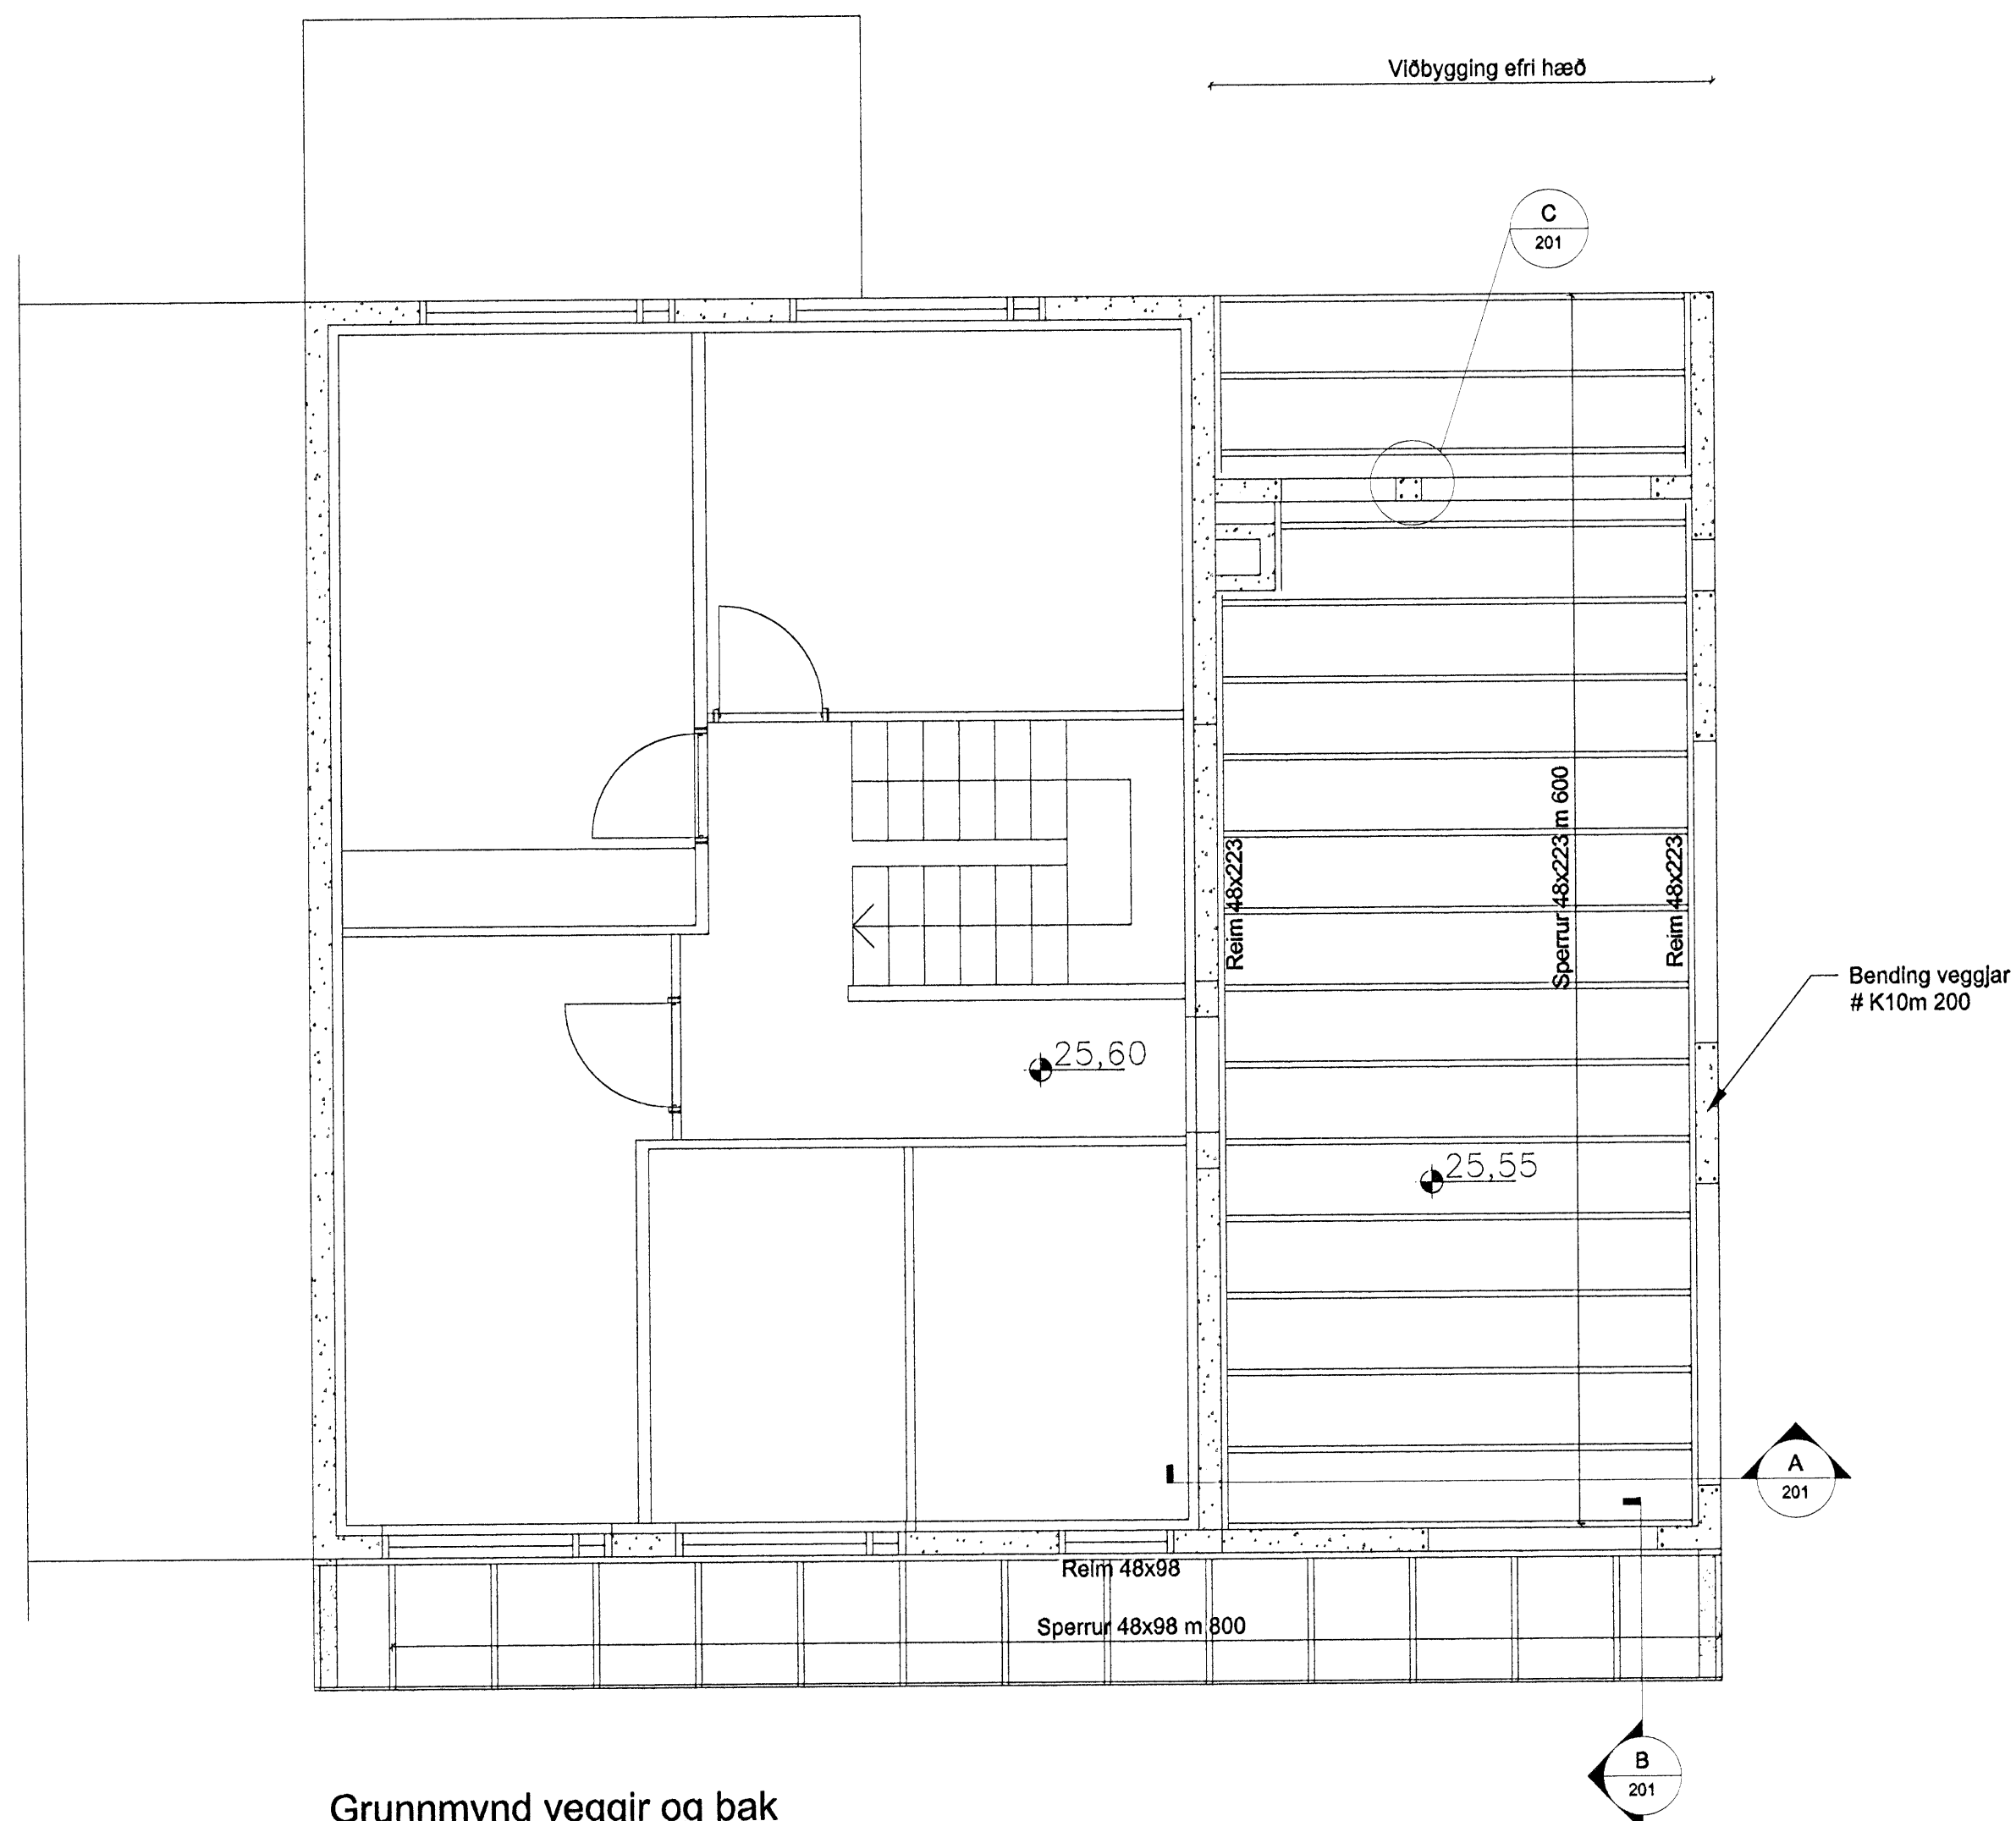 Viðbygging efri hæð
C
201
Reim 48x223
Sperrur 48x223 m 600
Reim 48x223
Bending veggjar
# K10m 200
25,60
25,55
A
201
Reim 48x98
Sperrur 48x98 m 800
B
201
Grunnmynd veggir og þak